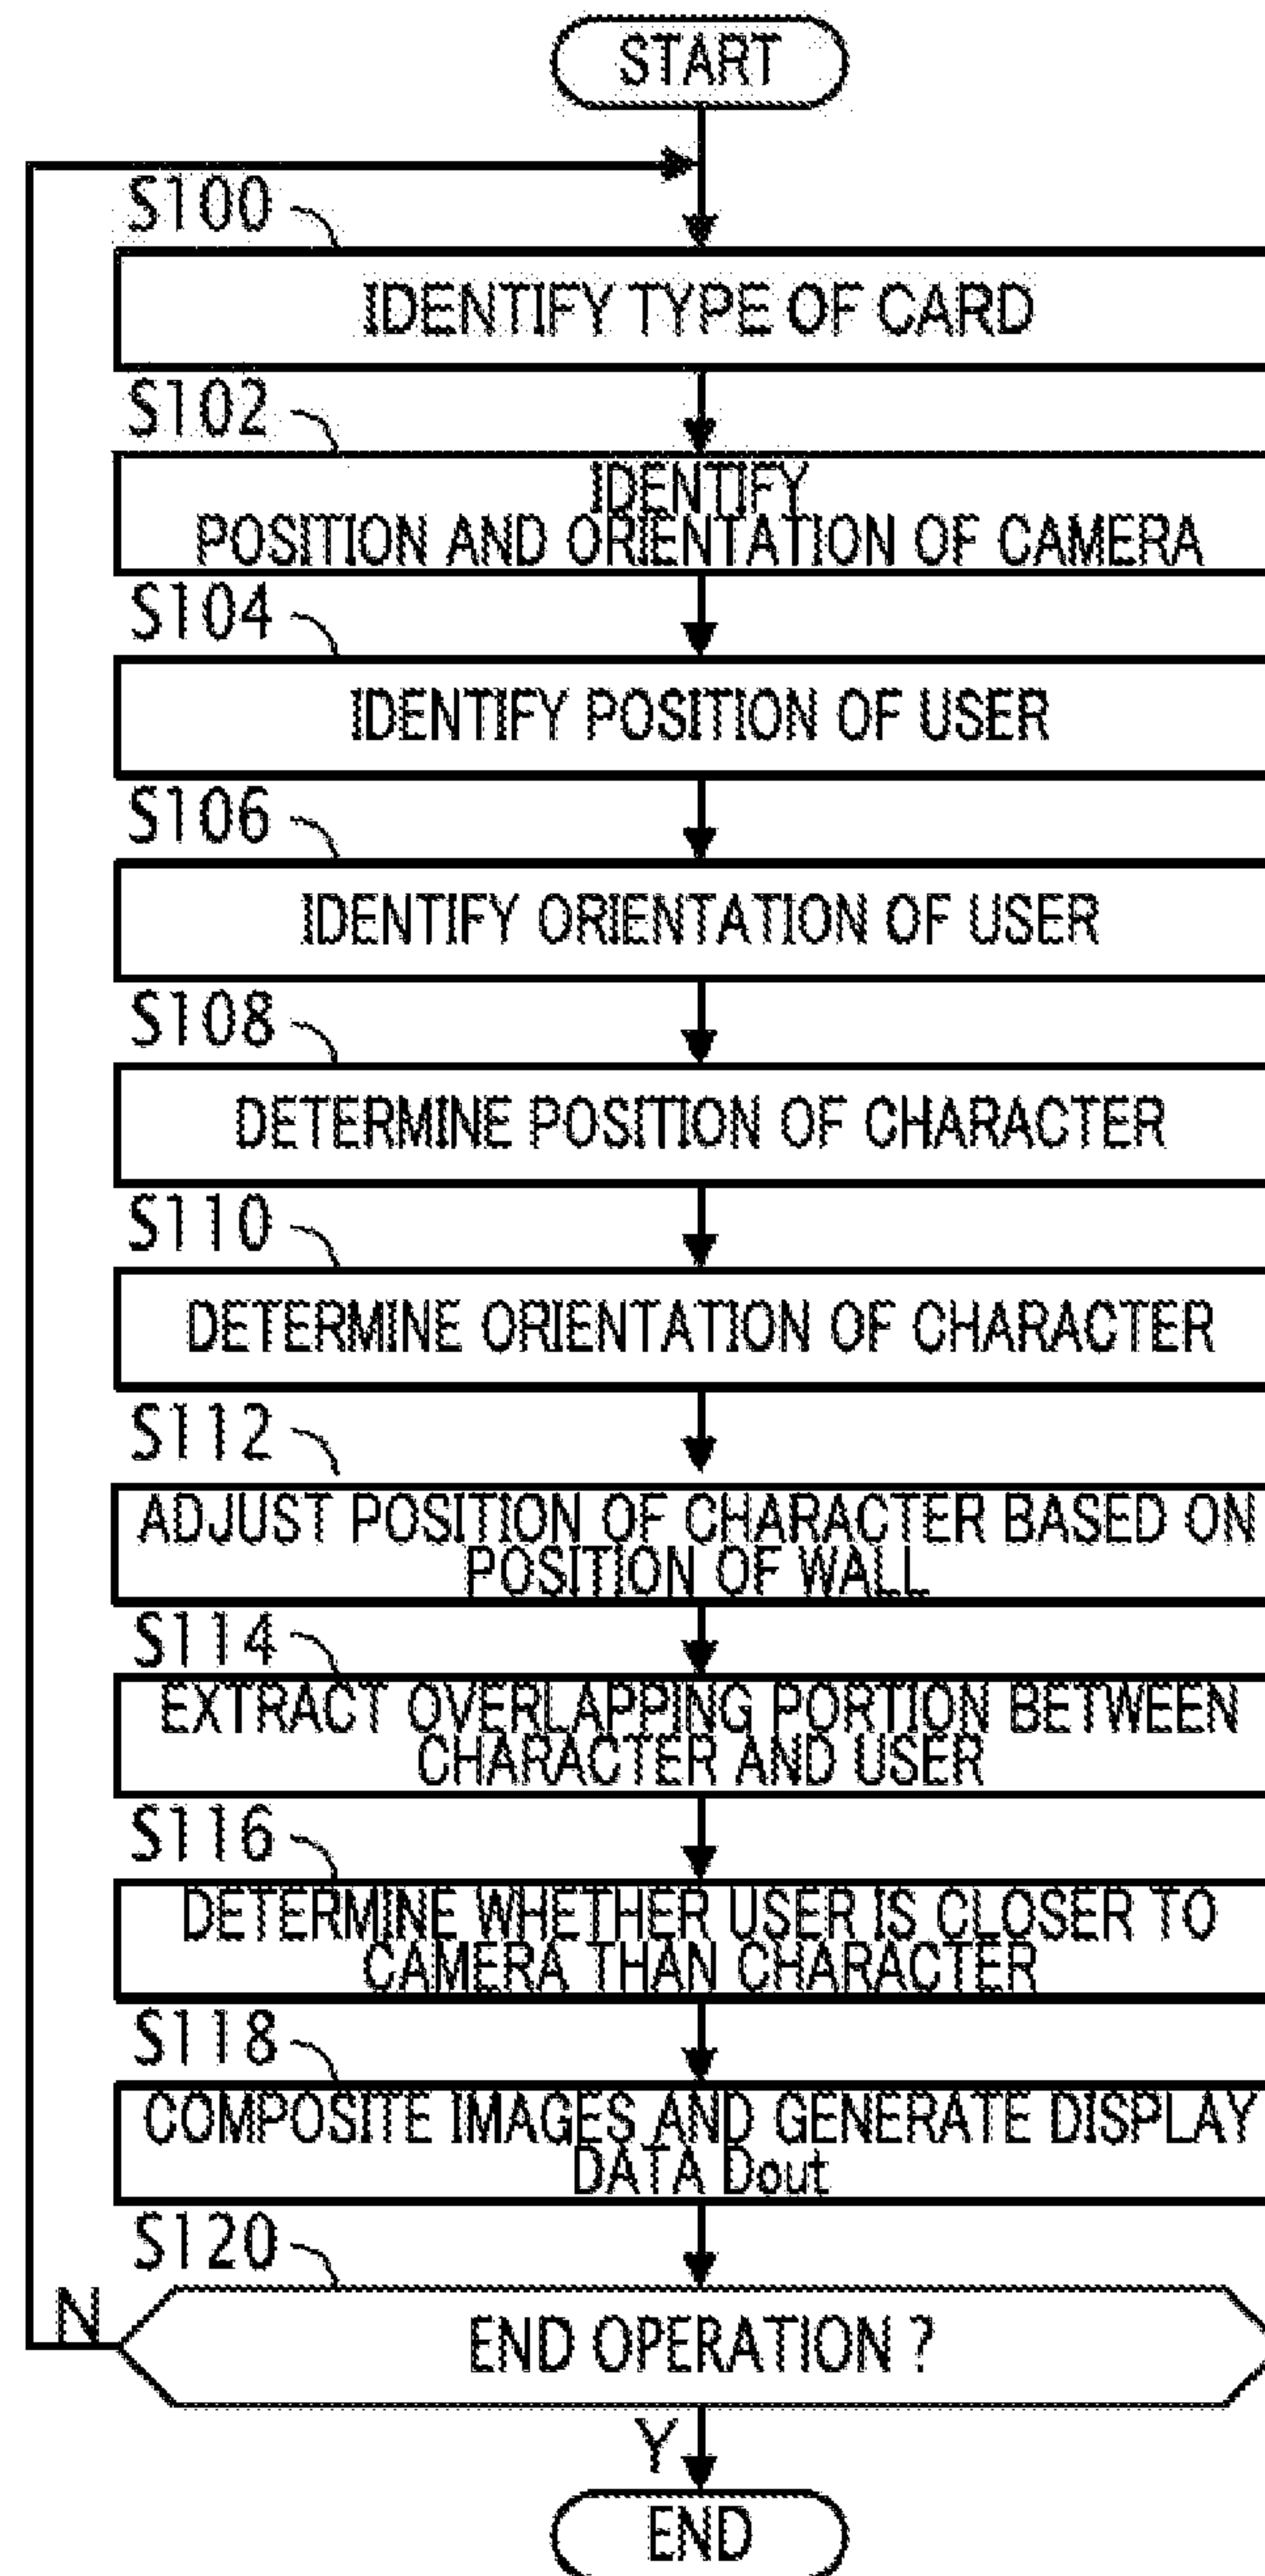 START
S100
IDENTIFY TYPE OF CARD
S102
IDENTIFY
POSITION AND ORIENTATION OF CAMERA
S104
IDENTIFY POSITION OF USER
S106
IDENTIFY ORIENTATION OF USER
S108
DETERMINE POSITION OF CHARACTER
S110
DETERMINE ORIENTATION OF CHARACTER
S112
ADJUST POSITION OF CHARACTER BASED ON
POSITION OF WALL
S114
EXTRACT OVERLAPPING PORTION BETWEEN
CHARACTER AND USER
S116
DETERMINE WHETHER USER IS CLOSER TO
CAMERA THAN CHARACTER
S118
COMPOSITE IMAGES AND GENERATE DISPLAY
DATA Dout
S120
N
END OPERATION ?
Y
END